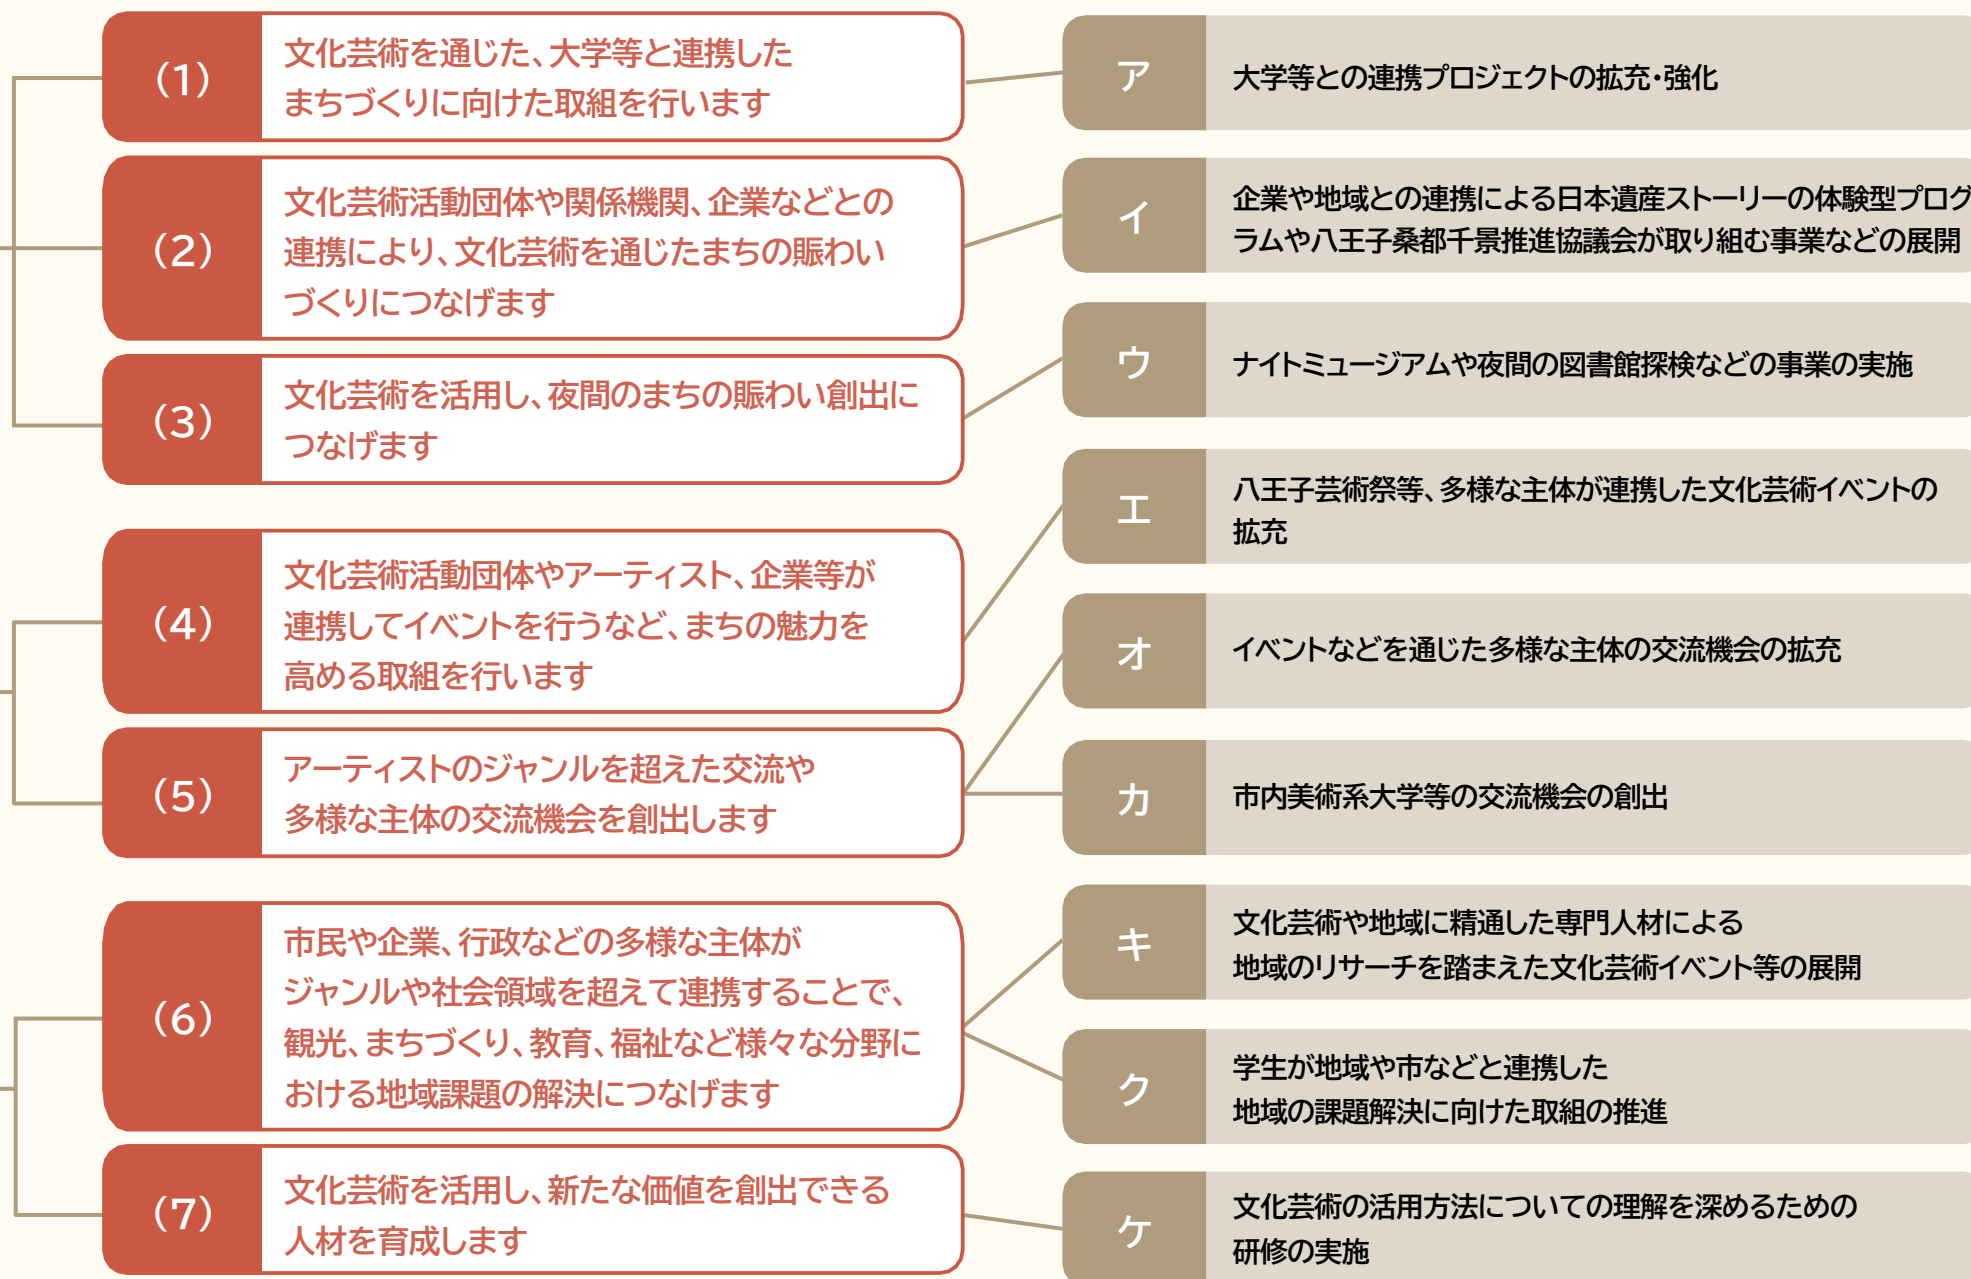 (1)
文化芸術を通じた、大学等と連携した
まちづくりに向けた取組を行います
ア
大学等との連携プロジェクトの拡充・強化
(2)
文化芸術活動団体や関係機関、企業などとの
連携により、文化芸術を通じたまちの賑わい
づくりにつなげます
イ
企業や地域との連携による日本遺産ストーリーの体験型プログ
ラムや八王子桑都千景推進協議会が取り組む事業などの展開
(3)
文化芸術を活用し、夜間のまちの賑わい創出に
つなげます
ウ
ナイトミュージアムや夜間の図書館探検などの事業の実施
(4)
文化芸術活動団体やアーティスト、企業等が
連携してイベントを行うなど、まちの魅力を
高める取組を行います
エ
八王子芸術祭等、多様な主体が連携した文化芸術イベントの
拡充
(5)
アーティストのジャンルを超えた交流や
多様な主体の交流機会を創出します
オ
イベントなどを通じた多様な主体の交流機会の拡充
カ
市内美術系大学等の交流機会の創出
(6)
市民や企業、行政などの多様な主体が
ジャンルや社会領域を超えて連携することで、
観光、まちづくり、教育、福祉など様々な分野に
おける地域課題の解決につなげます
キ
文化芸術や地域に精通した専門人材による
地域のリサーチを踏まえた文化芸術イベント等の展開
ク
学生が地域や市などと連携した
地域の課題解決に向けた取組の推進
(7)
文化芸術を活用し、新たな価値を創出できる
人材を育成します
ケ
文化芸術の活用方法についての理解を深めるための
研修の実施